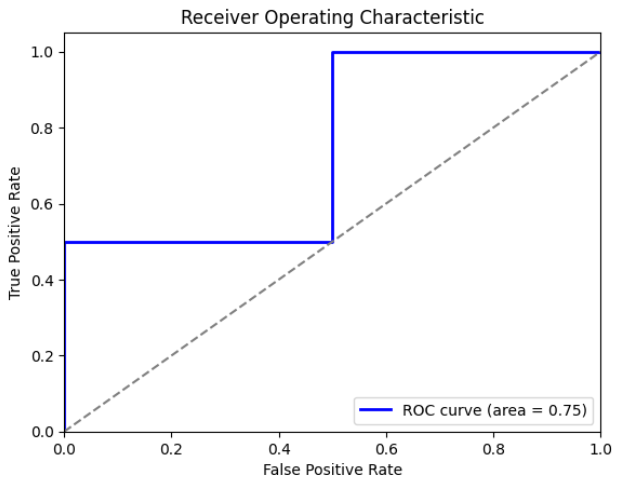 Receiver Operating Characteristic
1.0
0.8
0.6
0.4
0.2
0.0
True Positive Rate
ROC curve (area = 0.75)
0.0 0.2 0.4 0.6 0.8 1.0
False Positive Rate